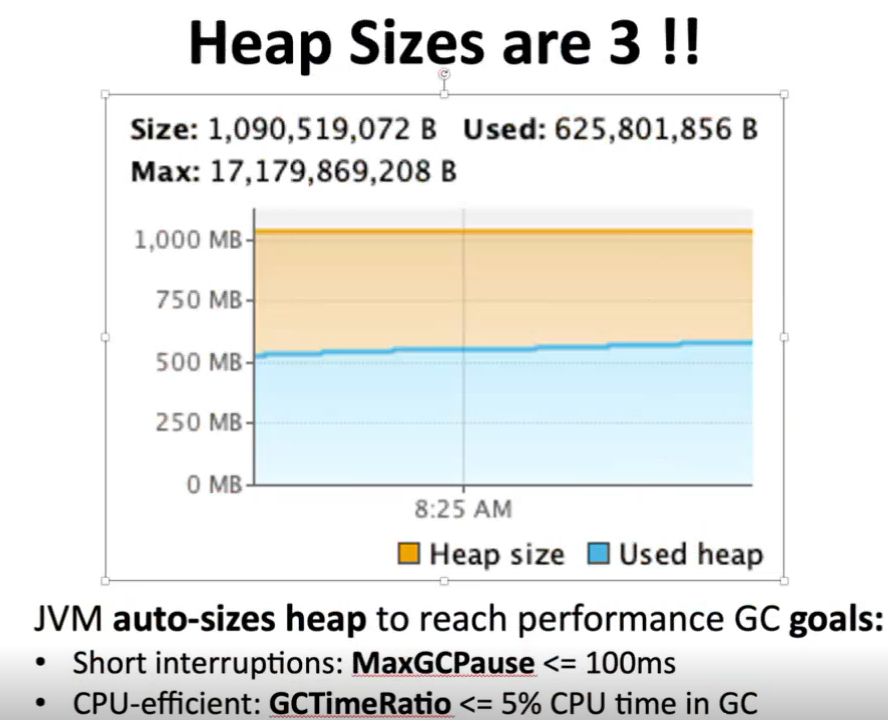 Heap Sizes are 3 !!
Size: 1,090,519,072 B Used: 625,801,856 B
Max: 17,179,869,208 B
1,000 MB
750 MB
500 MB
250 MB
0 MB
8:25 AM
Heap size Used heap
JVM auto-sizes heap to reach performance GC goals:
• Short interruptions: MaxGCPause <= 100ms
• CPU-efficient: GCTimeRatio <= 5% CPU time in GC